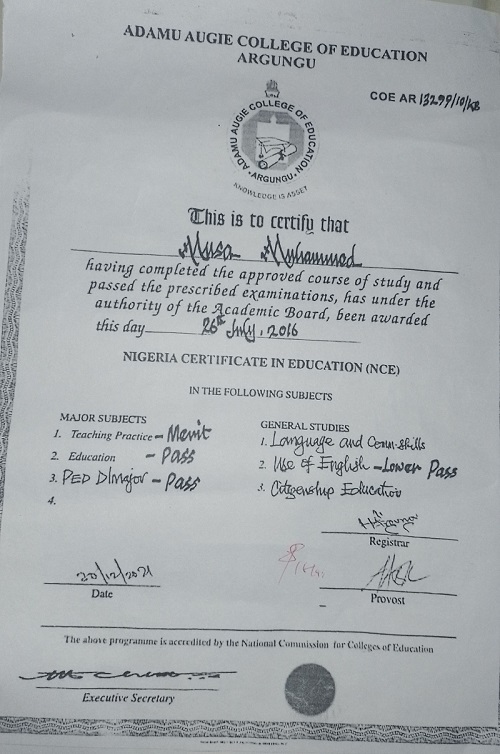 ADAMU AUGIE COLLEGE OF EDUCATION
ARGUNGU
COE AR 13299/10/KB
ADAMU AUGIE COLLEGE OF EDUCATION
ARGUNGU.
KNOWLEDGE IS ASSET
This is to certify that
Musa Muhammad
having completed the approved course of study and
passed the prescribed examinations, has under the
authority of the Academic Board, been awarded
this day 26th July, 2016
NIGERIA CERTIFICATE IN EDUCATION (NCE)
IN THE FOLLOWING SUBJECTS
MAJOR SUBJECTS
1. Teaching Practice - Merit
2. Education - Pass
3. PED D/major - Pass
4.
GENERAL STUDIES
1. Language and Comm. skills
2. Use of English - Lower Pass
3. Citizenship Education
Registrar
20/12/2021
Date
Provost
The above programme is accredited by the National Commission for Colleges of Education
Executive Secretary